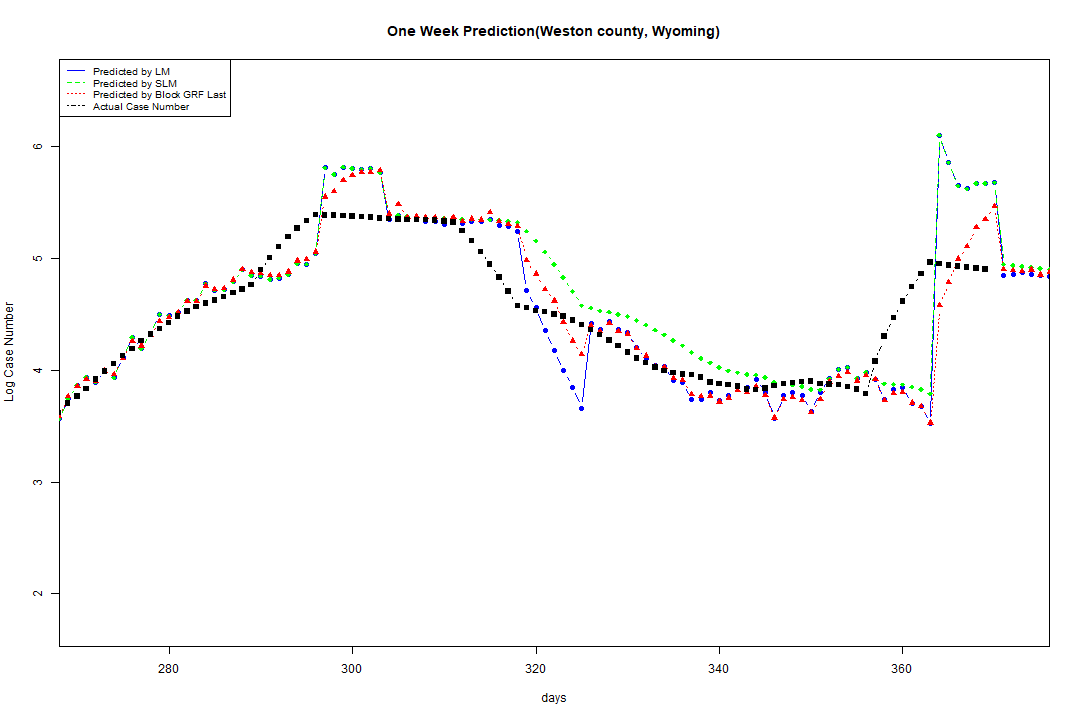 One Week Prediction(Weston county, Wyoming)
Predicted by LM
Predicted by SLM
Predicted by Block GRF Last
Actual Case Number
6
5
4
3
2
Log Case Number
280 300 320 340 360
days